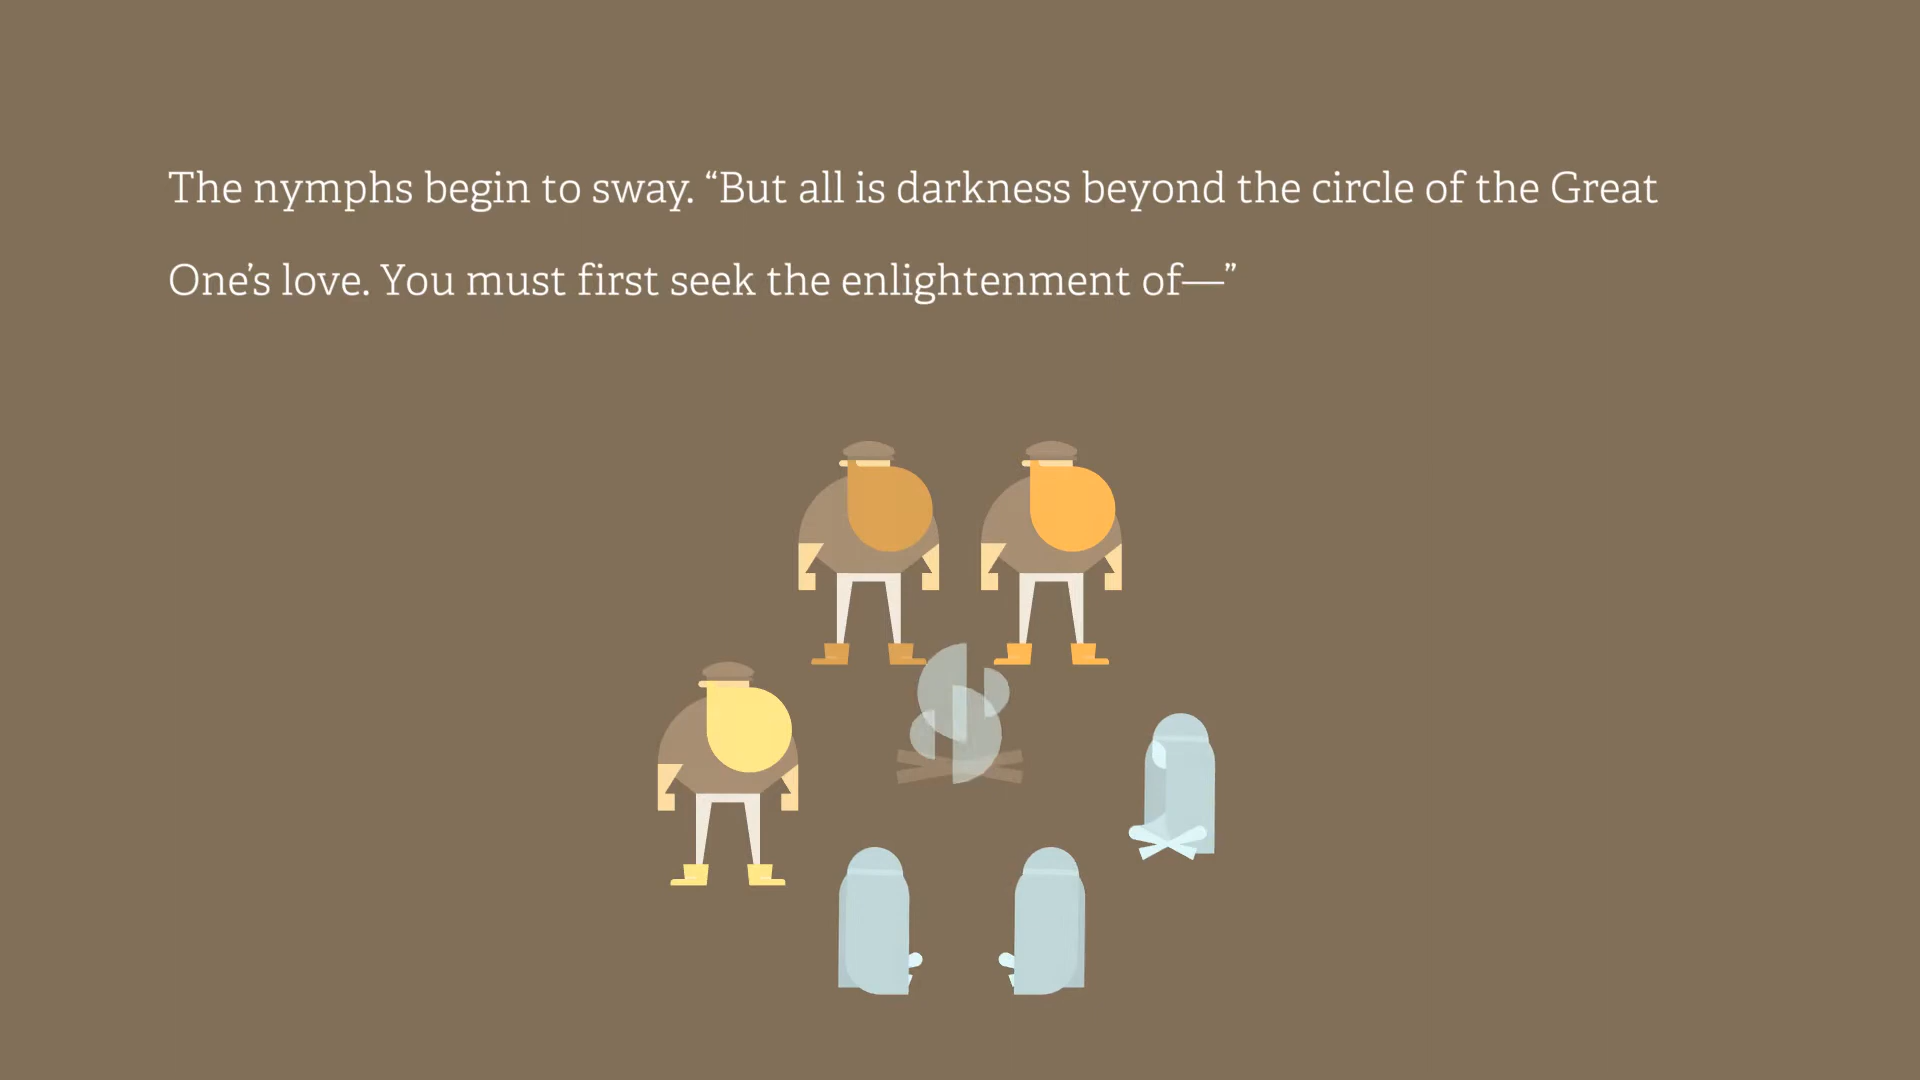 The nymphs begin to sway. “But all is darkness beyond the circle of the Great
One’s love. You must first seek the enlightenment of—”